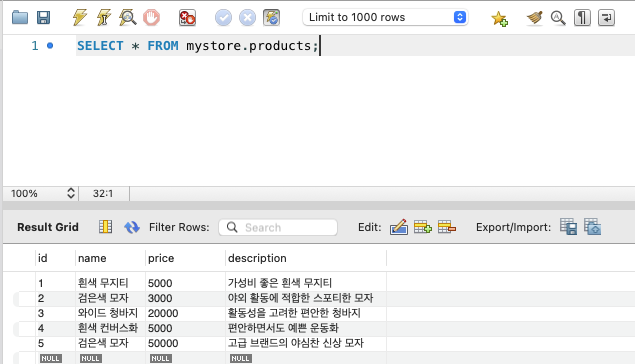 Limit to 1000 rows
1 SELECT * FROM mystore.products;
100% 32:1
Result Grid Filter Rows: Search Edit: Export/Import:
id name price description
1 흰색 무지티 5000 가성비 좋은 흰색 무지티
2 검은색 모자 3000 야외 활동에 적합한 스포티한 모자
3 와이드 청바지 20000 활동성을 고려한 편안한 청바지
4 흰색 컨버스화 5000 편안하면서도 예쁜 운동화
5 검은색 모자 50000 고급 브랜드의 야심찬 신상 모자
NULL NULL NULL NULL